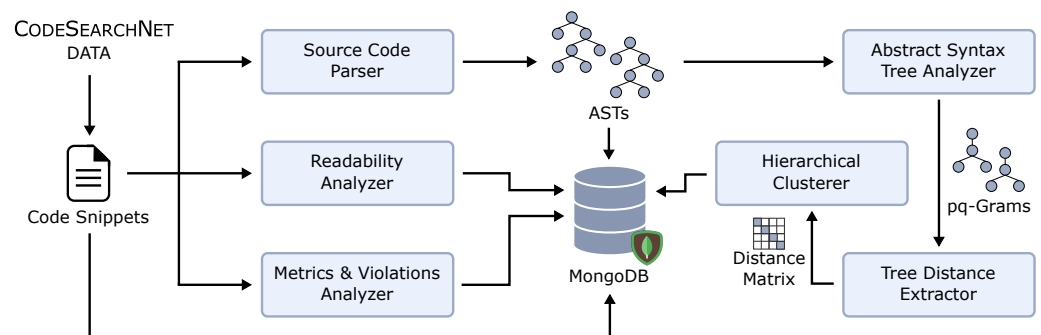 CODESEARCHNET
DATA
Code Snippets
Source Code
Parser
Readability
Analyzer
Metrics & Violations
Analyzer
ASTs
MongoDB
Abstract Syntax
Tree Analyzer
pq-Grams
Tree Distance
Extractor
Distance
Matrix
Hierarchical
Clusterer